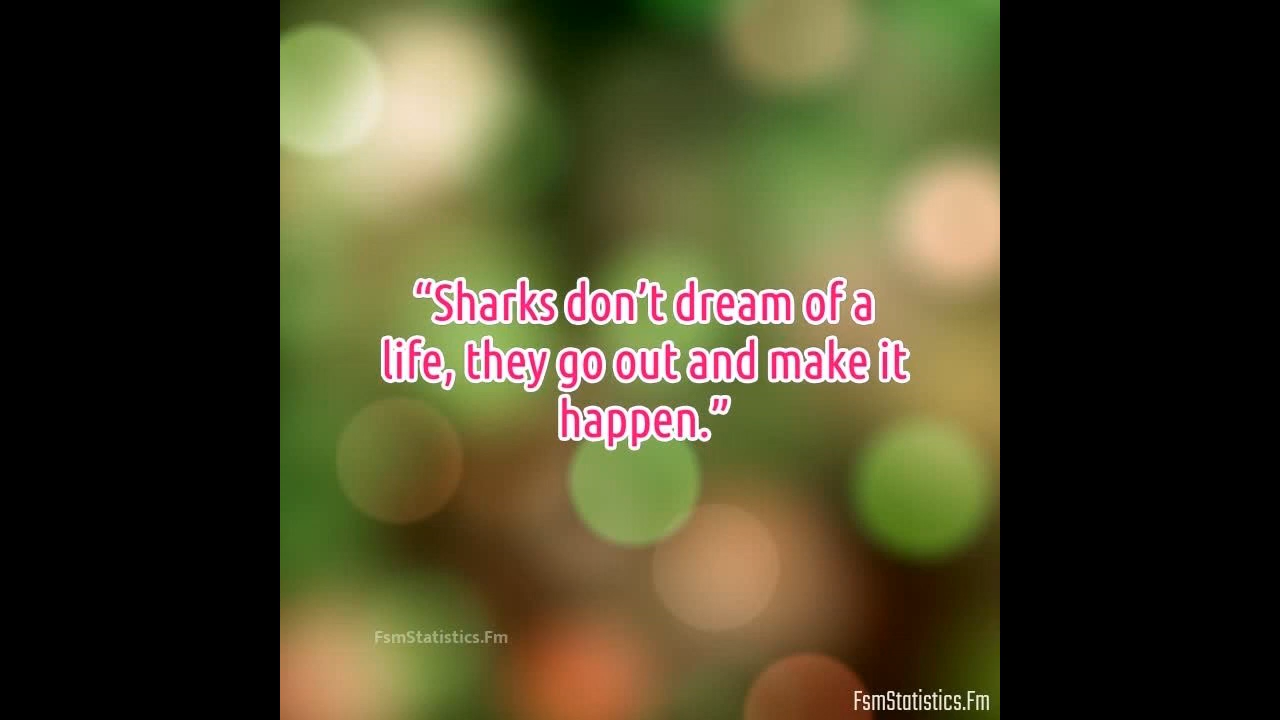 “Sharks don’t dream of a
life, they go out and make it
happen.”
FsmStatistics.Fm
FsmStatistics.Fm